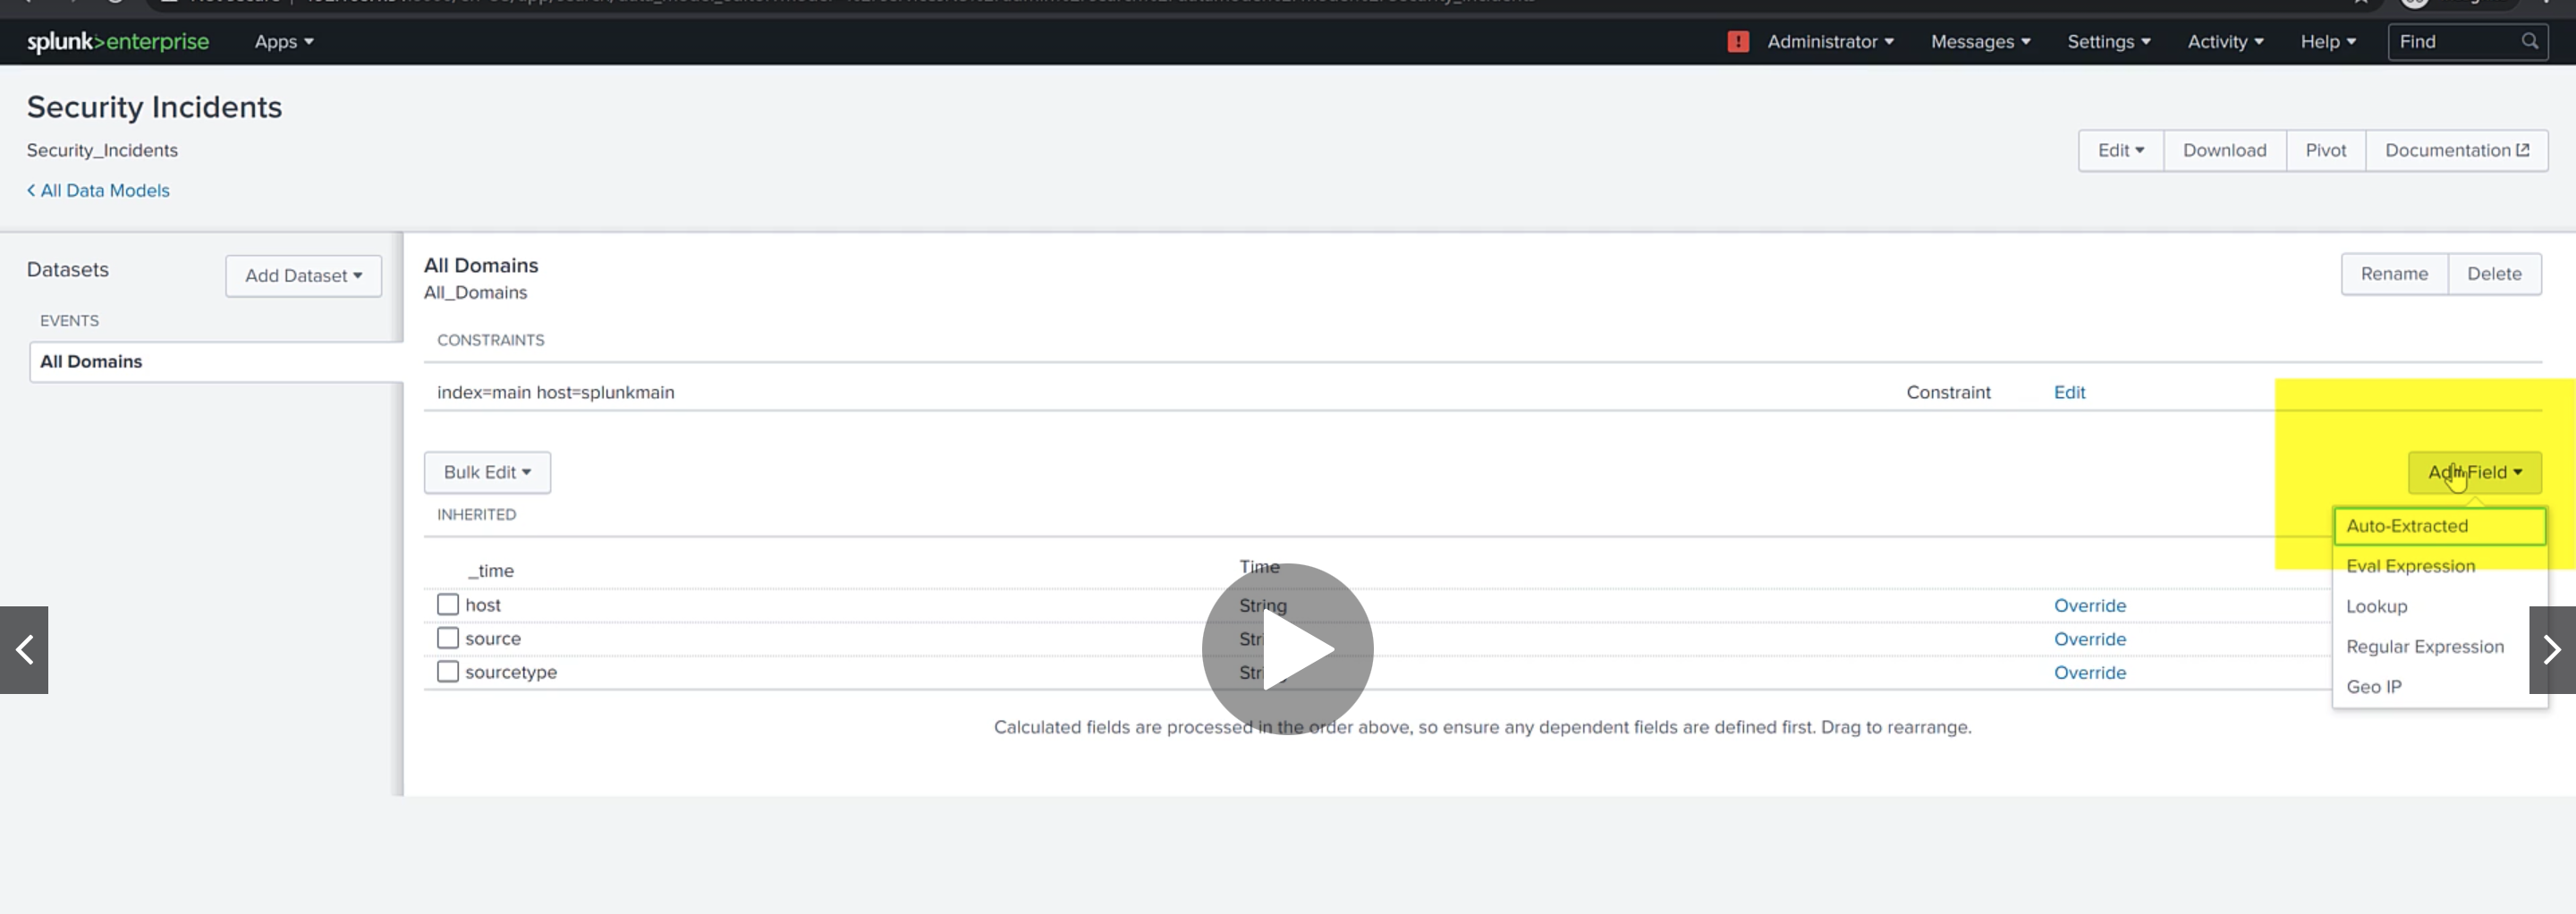 splunk>enterprise Apps ! Administrator Messages Settings Activity Help Find
Security Incidents
Security_Incidents
Edit Download Pivot Documentation
< All Data Models
Datasets
Add Dataset
EVENTS
All Domains
All Domains
All_Domains
Rename Delete
CONSTRAINTS
index=main host=splunkmain Constraint Edit
Bulk Edit
Add Field
INHERITED
_time Time
host String Override
source Override
sourcetype Override
Auto-Extracted
Eval Expression
Lookup
Regular Expression
Geo IP
Calculated fields are processed in the order above, so ensure any dependent fields are defined first. Drag to rearrange.